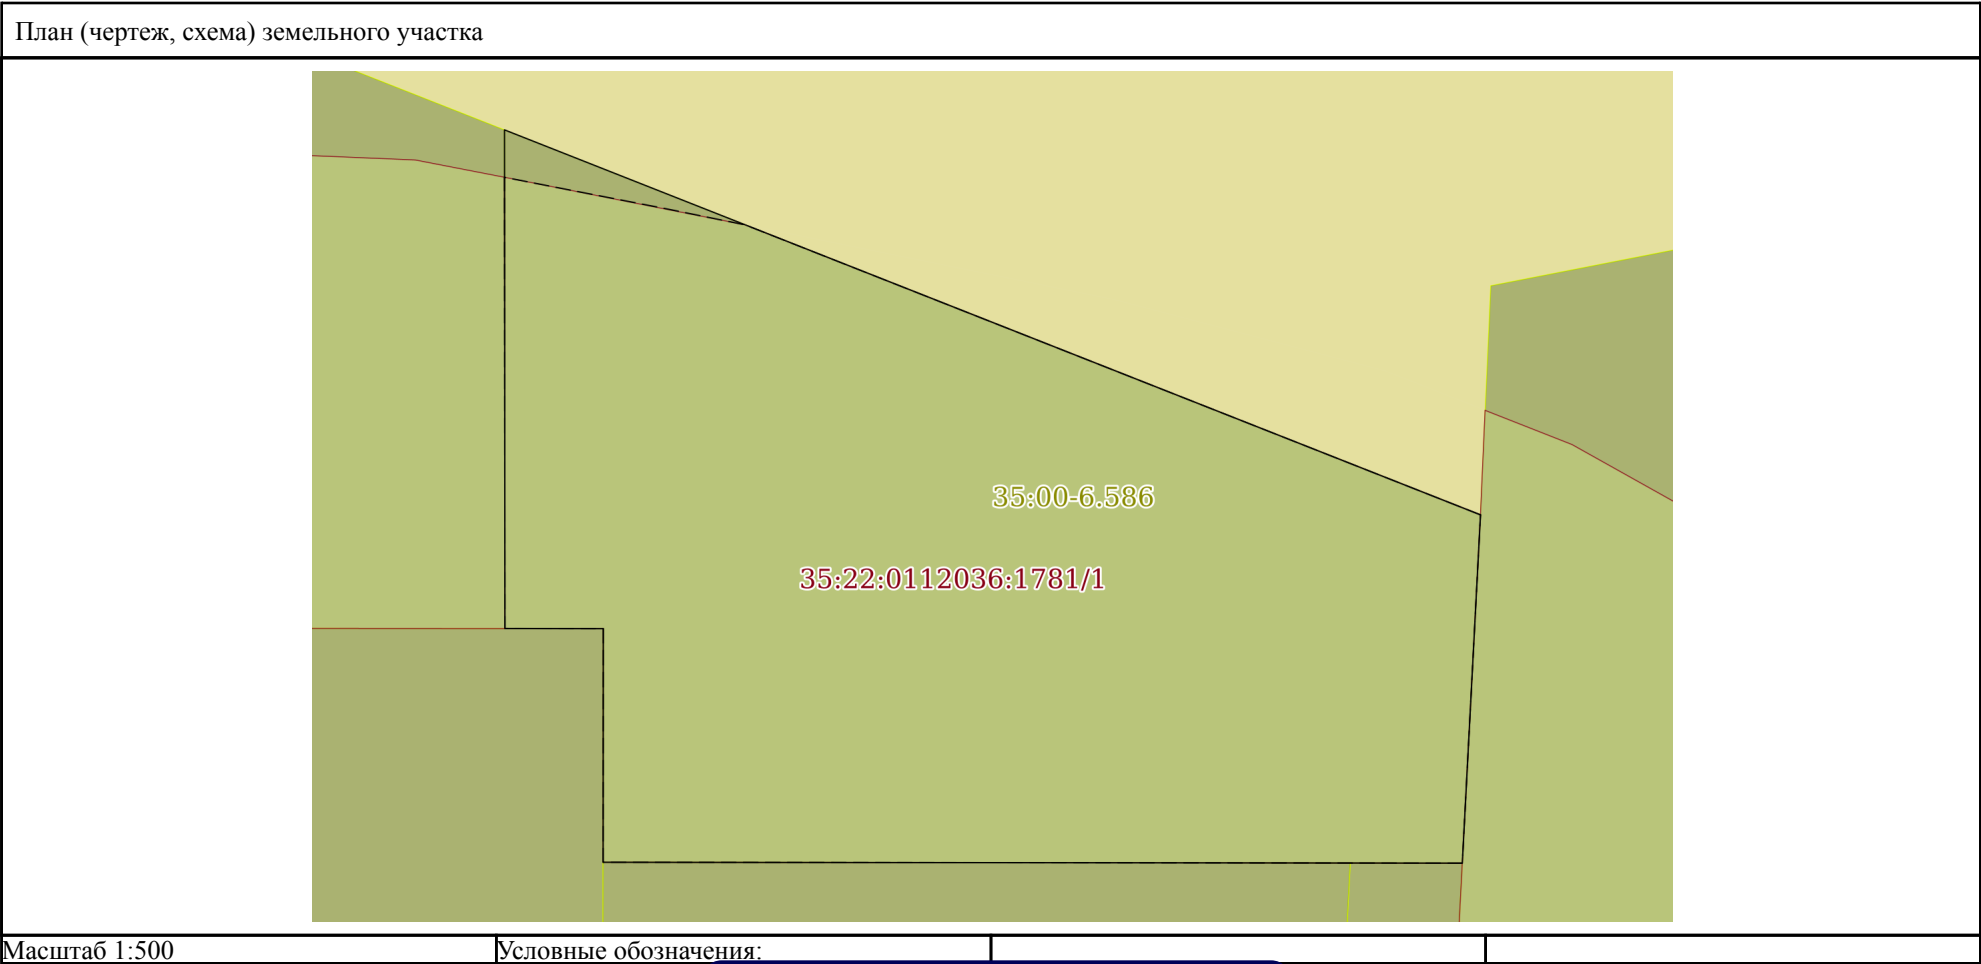 План (чертеж, схема) земельного участка
35:00-6.586
35:22:0112036:1781/1
Масштаб 1:500
Условные обозначения: